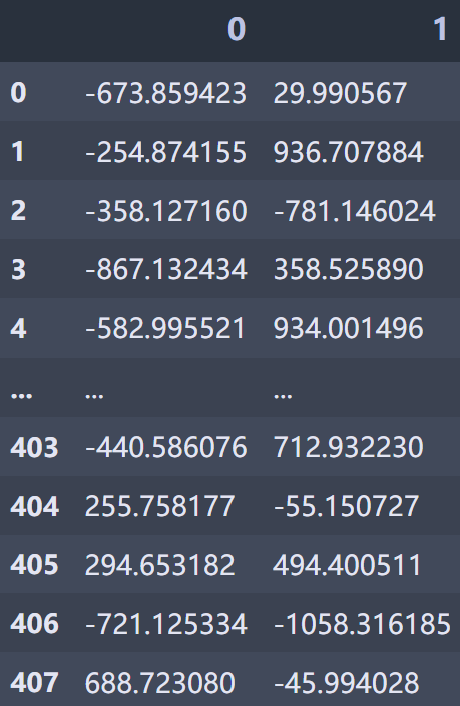 0 1
0 -673.859423 29.990567
1 -254.874155 936.707884
2 -358.127160 -781.146024
3 -867.132434 358.525890
4 -582.995521 934.001496
... ... ...
403 -440.586076 712.932230
404 255.758177 -55.150727
405 294.653182 494.400511
406 -721.125334 -1058.316185
407 688.723080 -45.994028